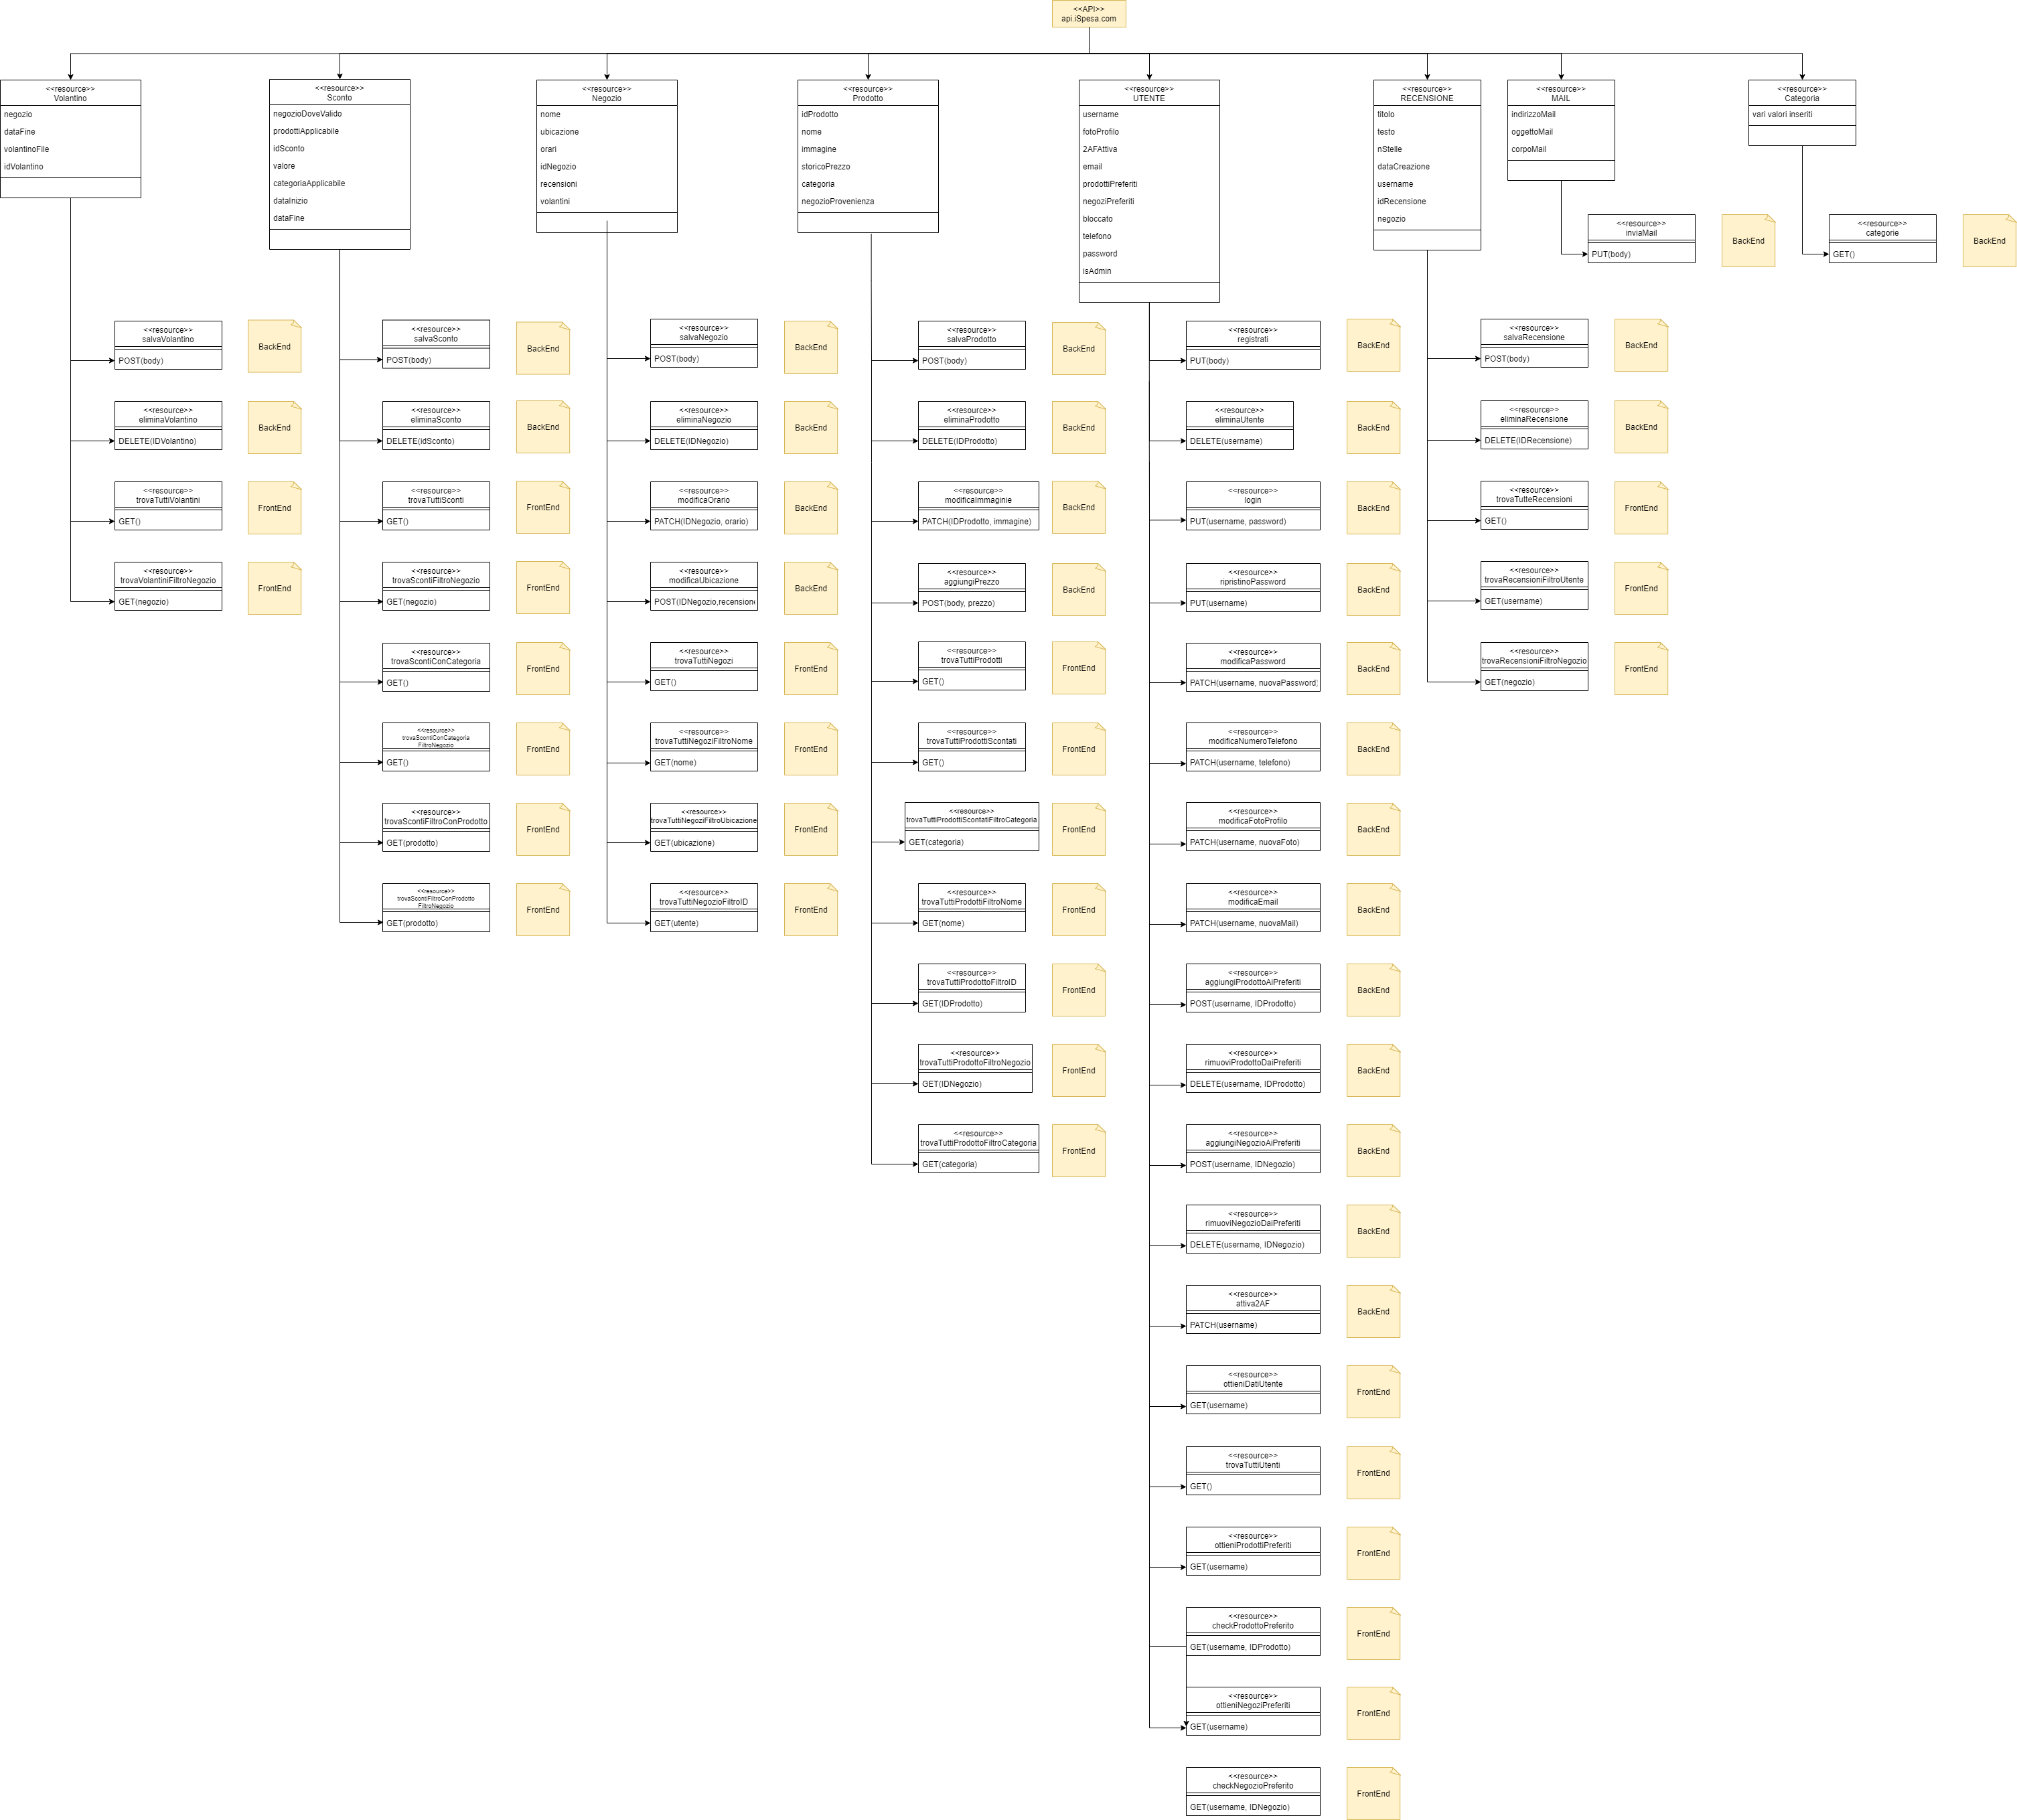 <<API>>
api.iSpesa.com
<<resource>>
Volantino
negozio
dataFine
volantinoFile
idVolantino
<<resource>>
Sconto
negozioDoveValido
prodottiApplicabile
idSconto
valore
categoriaApplicabile
dataInizio
dataFine
<<resource>>
Negozio
nome
ubicazione
orari
idNegozio
recensioni
volantini
<<resource>>
Prodotto
idProdotto
nome
immagine
storicoPrezzo
categoria
negozioProvenienza
<<resource>>
UTENTE
username
fotoProfilo
2AFAttiva
email
prodottiPreferiti
negoziPreferiti
bloccato
telefono
password
isAdmin
<<resource>>
RECENSIONE
titolo
testo
nStelle
dataCreazione
username
idRecensione
negozio
<<resource>>
MAIL
indirizzoMail
oggettoMail
corpoMail
<<resource>>
Categoria
vari valori inseriti
<<resource>>
inviaMail
PUT(body)
BackEnd
<<resource>>
categorie
GET()
BackEnd
<<resource>>
salvaVolantino
POST(body)
BackEnd
<<resource>>
eliminaVolantino
DELETE(IDVolantino)
BackEnd
<<resource>>
trovaTuttiVolantini
GET()
FrontEnd
<<resource>>
trovaVolantiniFiltroNegozio
GET(negozio)
FrontEnd
<<resource>>
salvaSconto
POST(body)
BackEnd
<<resource>>
eliminaSconto
DELETE(idSconto)
BackEnd
<<resource>>
trovaTuttiSconti
GET()
FrontEnd
<<resource>>
trovaScontiFiltroNegozio
GET(negozio)
FrontEnd
<<resource>>
trovaScontiConCategoria
GET()
FrontEnd
<<resource>>
trovaScontiConCategoria
FiltroNegozio
GET()
FrontEnd
<<resource>>
trovaScontiFiltroConProdotto
GET(prodotto)
FrontEnd
<<resource>>
trovaScontiFiltroConProdotto
FiltroNegozio
GET(prodotto)
FrontEnd
<<resource>>
salvaNegozio
POST(body)
BackEnd
<<resource>>
eliminaNegozio
DELETE(IDNegozio)
BackEnd
<<resource>>
modificaOrario
PATCH(IDNegozio, orario)
BackEnd
<<resource>>
modificaUbicazione
POST(IDNegozio,recensione
BackEnd
<<resource>>
trovaTuttiNegozi
GET()
FrontEnd
<<resource>>
trovaTuttiNegoziFiltroNome
GET(nome)
FrontEnd
<<resource>>
trovaTuttiNegoziFiltroUbicazione
GET(ubicazione)
FrontEnd
<<resource>>
trovaTuttiNegozioFiltroID
GET(utente)
FrontEnd
<<resource>>
salvaProdotto
POST(body)
BackEnd
<<resource>>
eliminaProdotto
DELETE(IDProdotto)
BackEnd
<<resource>>
modificaImmaginie
PATCH(IDProdotto, immagine)
BackEnd
<<resource>>
aggiungiPrezzo
POST(body, prezzo)
BackEnd
<<resource>>
trovaTuttiProdotti
GET()
FrontEnd
<<resource>>
trovaTuttiProdottiScontati
GET()
FrontEnd
<<resource>>
trovaTuttiProdottiScontatiFiltroCategoria
GET(categoria)
FrontEnd
<<resource>>
trovaTuttiProdottiFiltroNome
GET(nome)
FrontEnd
<<resource>>
trovaTuttiProdottoFiltroID
GET(IDProdotto)
FrontEnd
<<resource>>
trovaTuttiProdottoFiltroNegozio
GET(IDNegozio)
FrontEnd
<<resource>>
trovaTuttiProdottoFiltroCategoria
GET(categoria)
FrontEnd
<<resource>>
registrati
PUT(body)
BackEnd
<<resource>>
eliminaUtente
DELETE(username)
BackEnd
<<resource>>
login
PUT(username, password)
BackEnd
<<resource>>
ripristinoPassword
PUT(username)
BackEnd
<<resource>>
modificaPassword
PATCH(username, nuovaPassword)
BackEnd
<<resource>>
modificaNumeroTelefono
PATCH(username, telefono)
BackEnd
<<resource>>
modificaFotoProfilo
PATCH(username, nuovaFoto)
BackEnd
<<resource>>
modificaEmail
PATCH(username, nuovaMail)
BackEnd
<<resource>>
aggiungiProdottoAiPreferiti
POST(username, IDProdotto)
BackEnd
<<resource>>
rimuoviProdottoDaiPreferiti
DELETE(username, IDProdotto)
BackEnd
<<resource>>
aggiungiNegozioAiPreferiti
POST(username, IDNegozio)
BackEnd
<<resource>>
rimuoviNegozioDaiPreferiti
DELETE(username, IDNegozio)
BackEnd
<<resource>>
attiva2AF
PATCH(username)
BackEnd
<<resource>>
ottieniDatiUtente
GET(username)
FrontEnd
<<resource>>
trovaTuttiUtenti
GET()
FrontEnd
<<resource>>
ottieniProdottiPreferiti
GET(username)
FrontEnd
<<resource>>
checkProdottoPreferito
GET(username, IDProdotto)
FrontEnd
<<resource>>
ottieniNegoziPreferiti
GET(username)
FrontEnd
<<resource>>
checkNegozioPreferito
GET(username, IDNegozio)
FrontEnd
<<resource>>
salvaRecensione
POST(body)
BackEnd
<<resource>>
eliminaRecensione
DELETE(IDRecensione)
BackEnd
<<resource>>
trovaTutteRecensioni
GET()
FrontEnd
<<resource>>
trovaRecensioniFiltroUtente
GET(username)
FrontEnd
<<resource>>
trovaRecensioniFiltroNegozio
GET(negozio)
FrontEnd